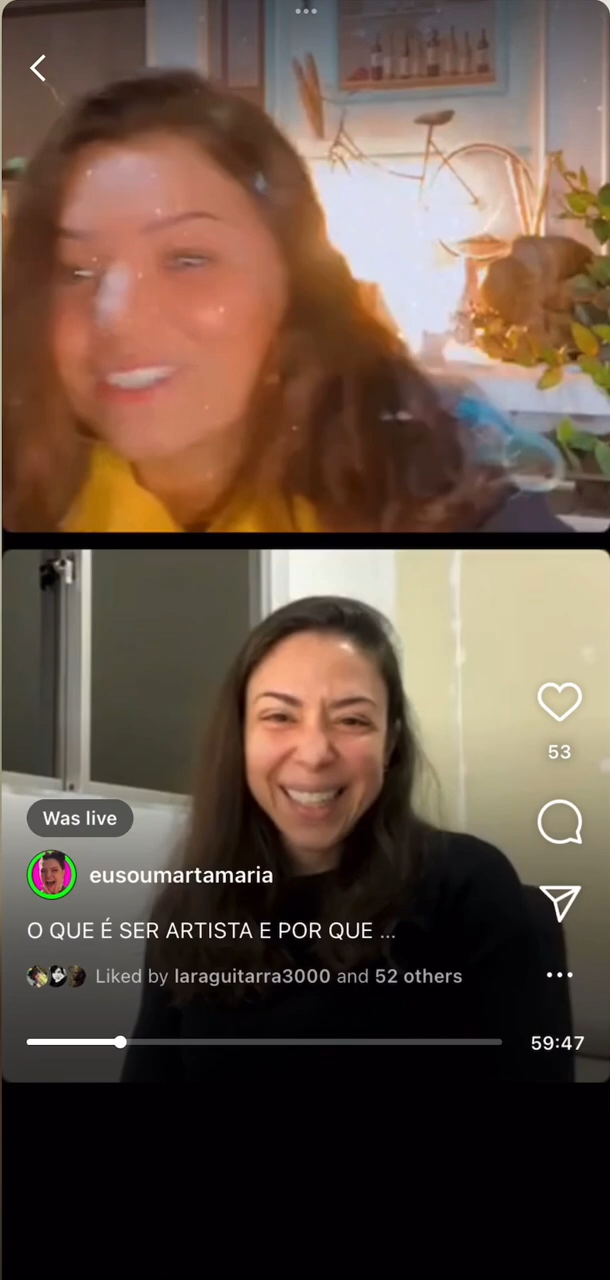 Was live
eusoumartamaria
O QUE É SER ARTISTA E POR QUE ...
Liked by laraguitarra3000 and 52 others
53
59:47